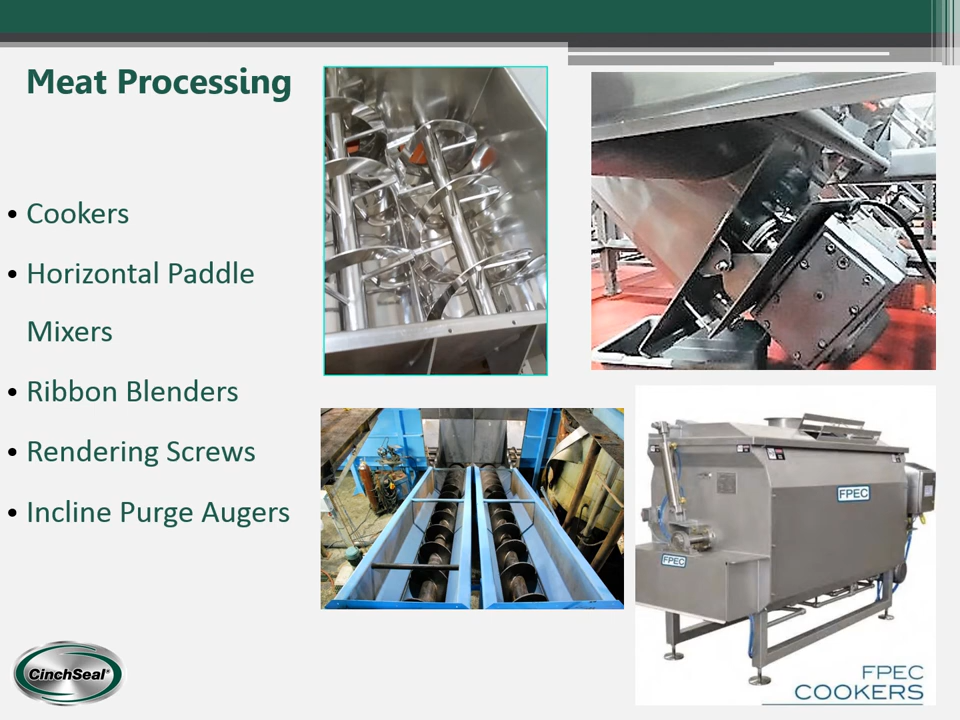 Meat Processing
• Cookers
• Horizontal Paddle
Mixers
• Ribbon Blenders
• Rendering Screws
• Incline Purge Augers
FPEC
FPEC
FPEC
COOKERS
CinchSeal®